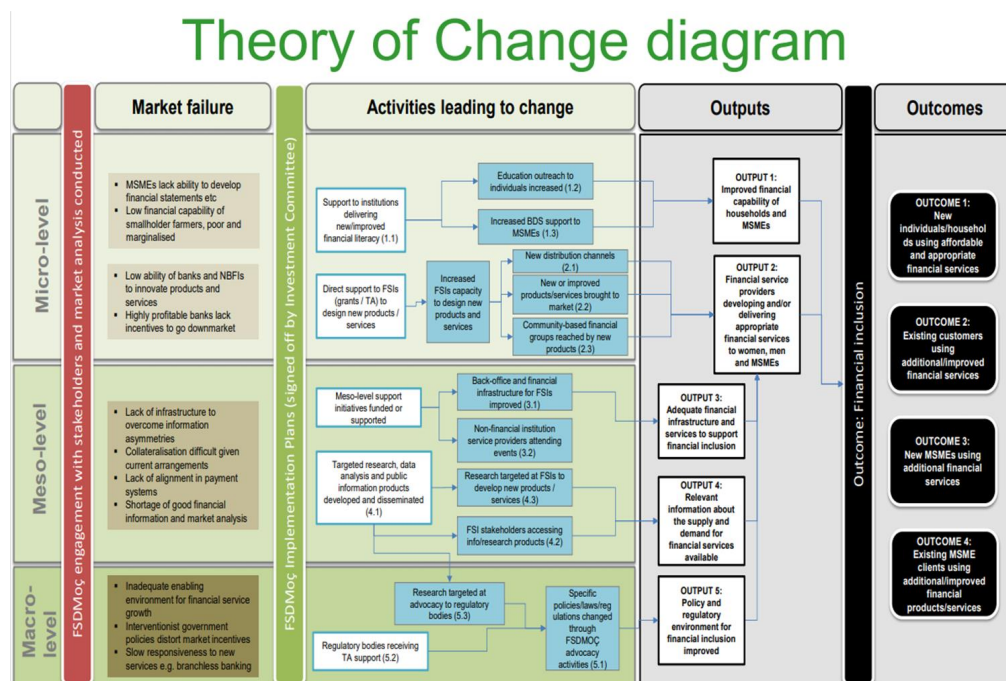 Theory of Change diagram
Market failure
Activities leading to change
Outputs
Outcomes
Micro-level
Meso-level
Macro-
level
FSDMoç engagement with stakeholders and market analysis conducted
FSDMoç Implementation Plans (signed off by Investment Committee)
Outcome: Financial inclusion
▪ MSMEs lack ability to develop
financial statements etc
▪ Low financial capability of
smallholder farmers, poor and
marginalised
▪ Low ability of banks and NBFIs
to innovate products and
services
▪ Highly profitable banks lack
incentives to go downmarket
▪ Lack of infrastructure to
overcome information
asymmetries
▪ Collateralisation difficult given
current arrangements
▪ Lack of alignment in payment
systems
▪ Shortage of good financial
information and market analysis
▪ Inadequate enabling
environment for financial service
growth
▪ Interventionist government
policies distort market incentives
▪ Slow responsiveness to new
services e.g. branchless banking
Support to institutions
delivering
new/improved
financial literacy (1.1)
Education outreach to
individuals increased (1.2)
Increased BDS support to
MSMEs (1.3)
Direct support to FSIs
(grants / TA) to
design new products /
services
Increased
FSIs capacity
to design new
products and
services
New distribution channels
(2.1)
New or improved
products/services brought to
market (2.2)
Community-based financial
groups reached by new
products (2.3)
Meso-level support
initiatives funded or
supported
Back-office and financial
infrastructure for FSIs
improved (3.1)
Non-financial institution
service providers attending
events (3.2)
Targeted research, data
analysis and public
information products
developed and disseminated
(4.1)
Research targeted at FSIs to
develop new products /
services (4.3)
FSI stakeholders accessing
info/research products (4.2)
Research targeted at
advocacy to regulatory
bodies (5.3)
Regulatory bodies receiving
TA support (5.2)
Specific
policies/laws/reg
ulations changed
through
FSDMOÇ
advocacy
activities (5.1)
OUTPUT 1:
Improved financial
capability of
households and
MSMEs
OUTPUT 2:
Financial service
providers
developing and/or
delivering
appropriate
financial services
to women, men
and MSMEs
OUTPUT 3:
Adequate financial
infrastructure and
services to support
financial inclusion
OUTPUT 4:
Relevant
information about
the supply and
demand for
financial services
available
OUTPUT 5:
Policy and
regulatory
environment for
financial inclusion
improved
OUTCOME 1:
New
individuals/househol
ds using affordable
and appropriate
financial services
OUTCOME 2:
Existing customers
using
additional/improved
financial services
OUTCOME 3:
New MSMEs using
additional financial
services
OUTCOME 4:
Existing MSME
clients using
additional/improved
financial
products/services